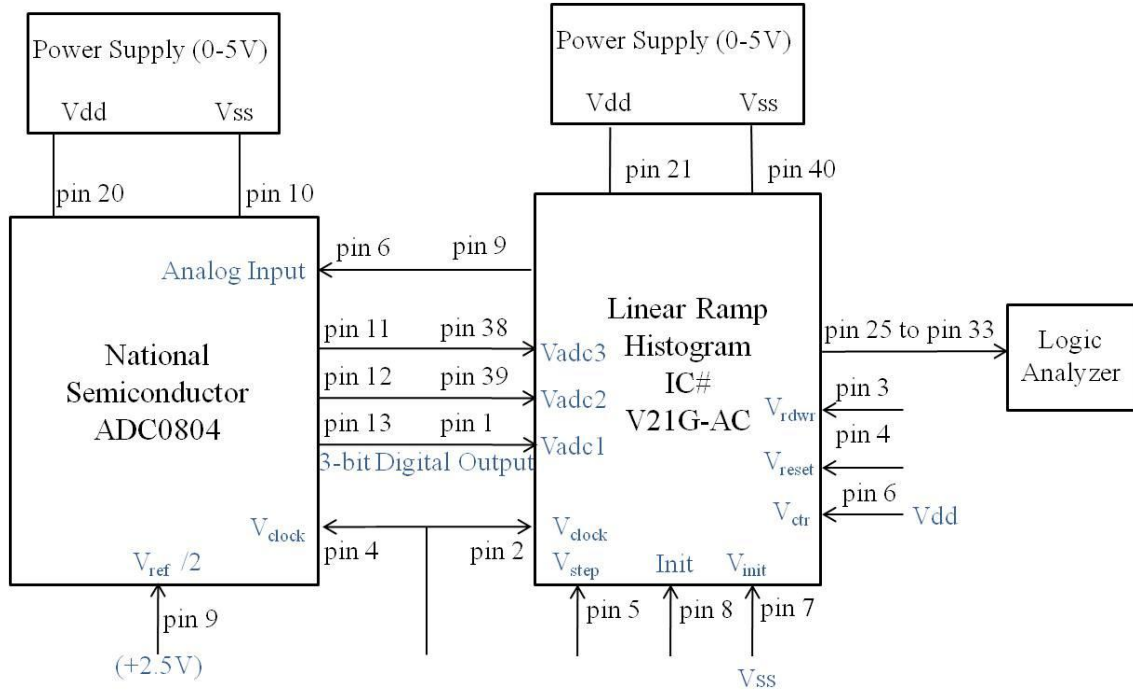 Power Supply (0-5V)
Vdd Vss
Power Supply (0-5V)
Vdd Vss
pin 20 pin 10
pin 21 pin 40
Analog Input
pin 6 pin 9
National
Semiconductor
ADC0804
pin 11 pin 38
pin 12 pin 39
pin 13 pin 1
3-bit Digital Output
Vadc3
Vadc2
Vadc1
Linear Ramp
Histogram
IC#
V21G-AC
pin 25 to pin 33
Logic
Analyzer
Vrdwr
pin 3
Vreset
pin 4
Vctr
pin 6
Vdd
Vclock
pin 4 pin 2
Vclock
Vref /2
pin 9
(+2.5V)
Vstep Init Vinit
pin 5 pin 8 pin 7
Vss